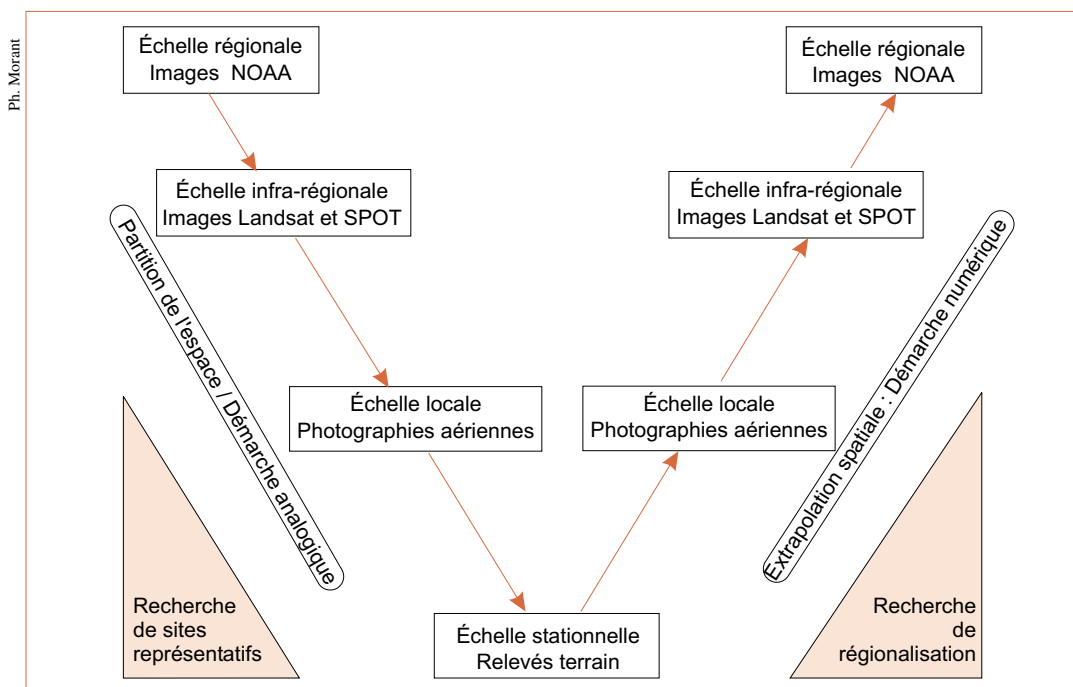 Ph. Morant
Échelle régionale
Images NOAA
Échelle régionale
Images NOAA
Échelle infra-régionale
Images Landsat et SPOT
Échelle infra-régionale
Images Landsat et SPOT
Partition de l'espace / Démarche analogique
Extrapolation spatiale : Démarche numérique
Échelle locale
Photographies aériennes
Échelle locale
Photographies aériennes
Recherche
de sites
représentatifs
Échelle stationnelle
Relevés terrain
Recherche
de
régionalisation